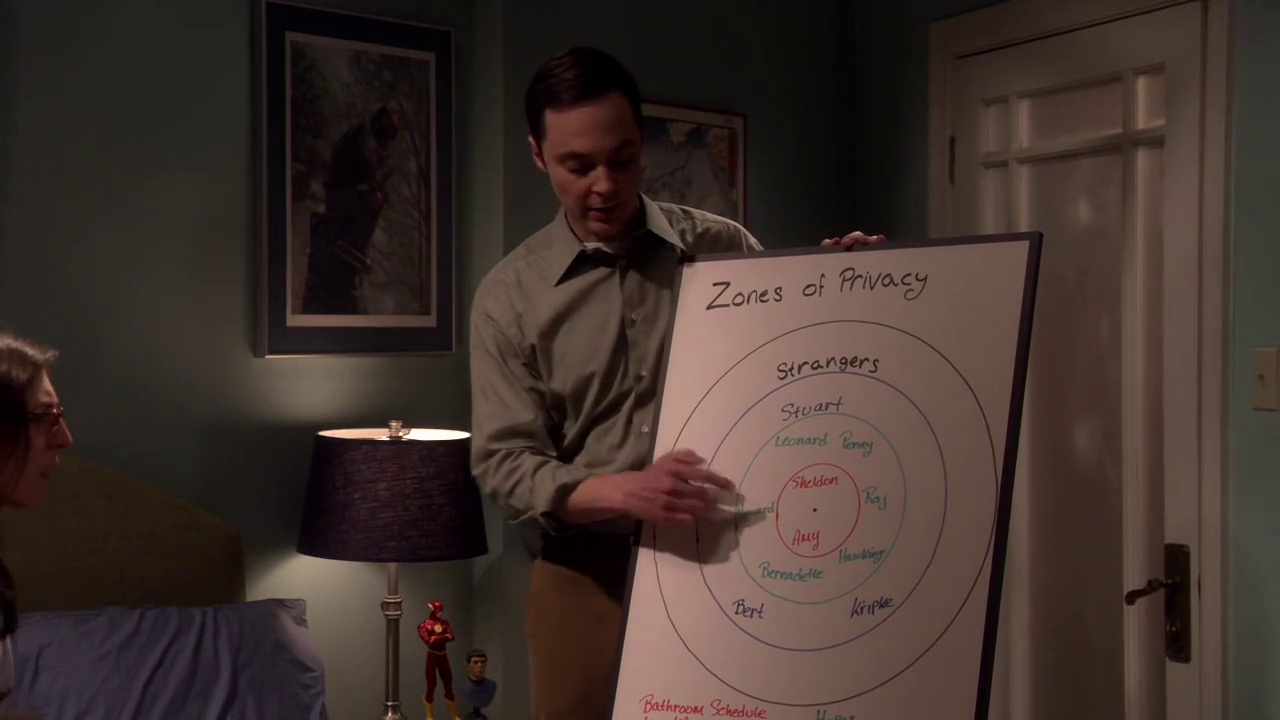 Zones of Privacy
Strangers
Stuart
Leonard Penny
Sheldon
Raj
Amy
Hawking
Bernadette
Bert
Kripke
Bathroom Schedule